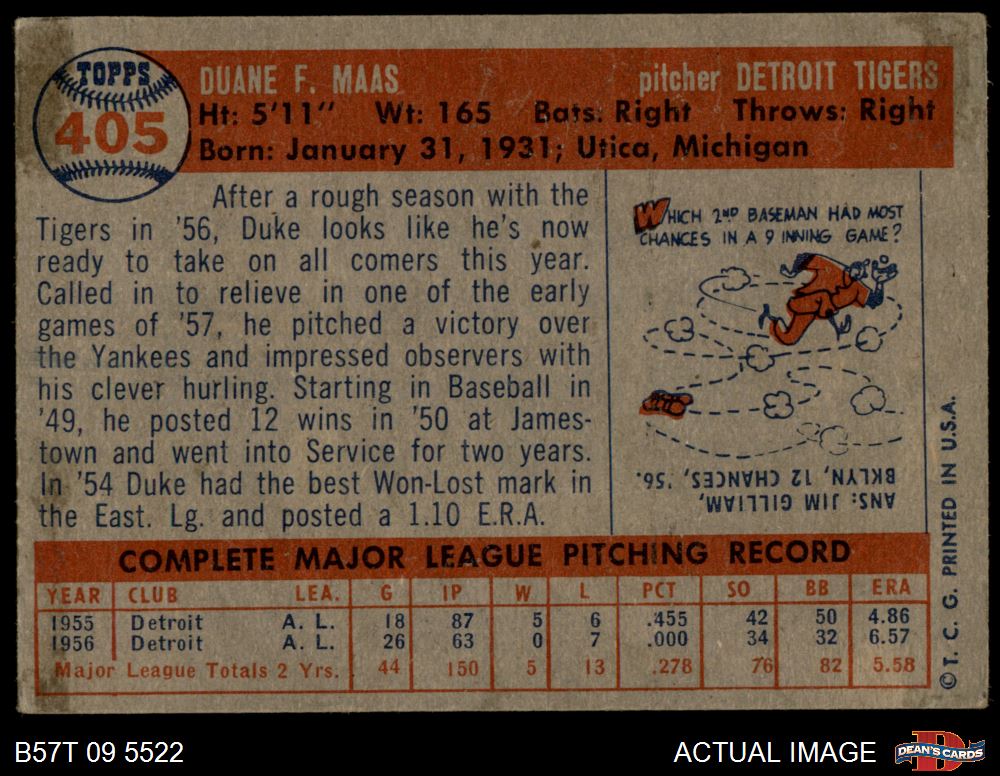 TOPPS
405
DUANE F. MAAS pitcher DETROIT TIGERS
Ht: 5'11" Wt: 165 Bats: Right Throws: Right
Born: January 31, 1931; Utica, Michigan
After a rough season with the
Tigers in '56, Duke looks like he's now
ready to take on all comers this year.
Called in to relieve in one of the early
games of '57, he pitched a victory over
the Yankees and impressed observers with
his clever hurling. Starting in Baseball in
'49, he posted 12 wins in '50 at James-
town and went into Service for two years.
In '54 Duke had the best Won-Lost mark in
the East. Lg. and posted a 1.10 E.R.A.
WHICH 2ND BASEMAN HAD MOST
CHANCES IN A 9 INNING GAME?
ANS: JIM GILLIAM,
BKLYN, 12 CHANCES, '56.
COMPLETE MAJOR LEAGUE PITCHING RECORD
YEAR CLUB LEA. G IP W L PCT SO BB ERA
1955 Detroit A. L. 18 87 5 6 .455 42 50 4.86
1956 Detroit A. L. 26 63 0 7 .000 34 32 6.57
Major League Totals 2 Yrs. 44 150 5 13 .278 76 82 5.58
©T. C. G. PRINTED IN U.S.A.
B57T 09 5522 ACTUAL IMAGE D DEAN'S CARDS